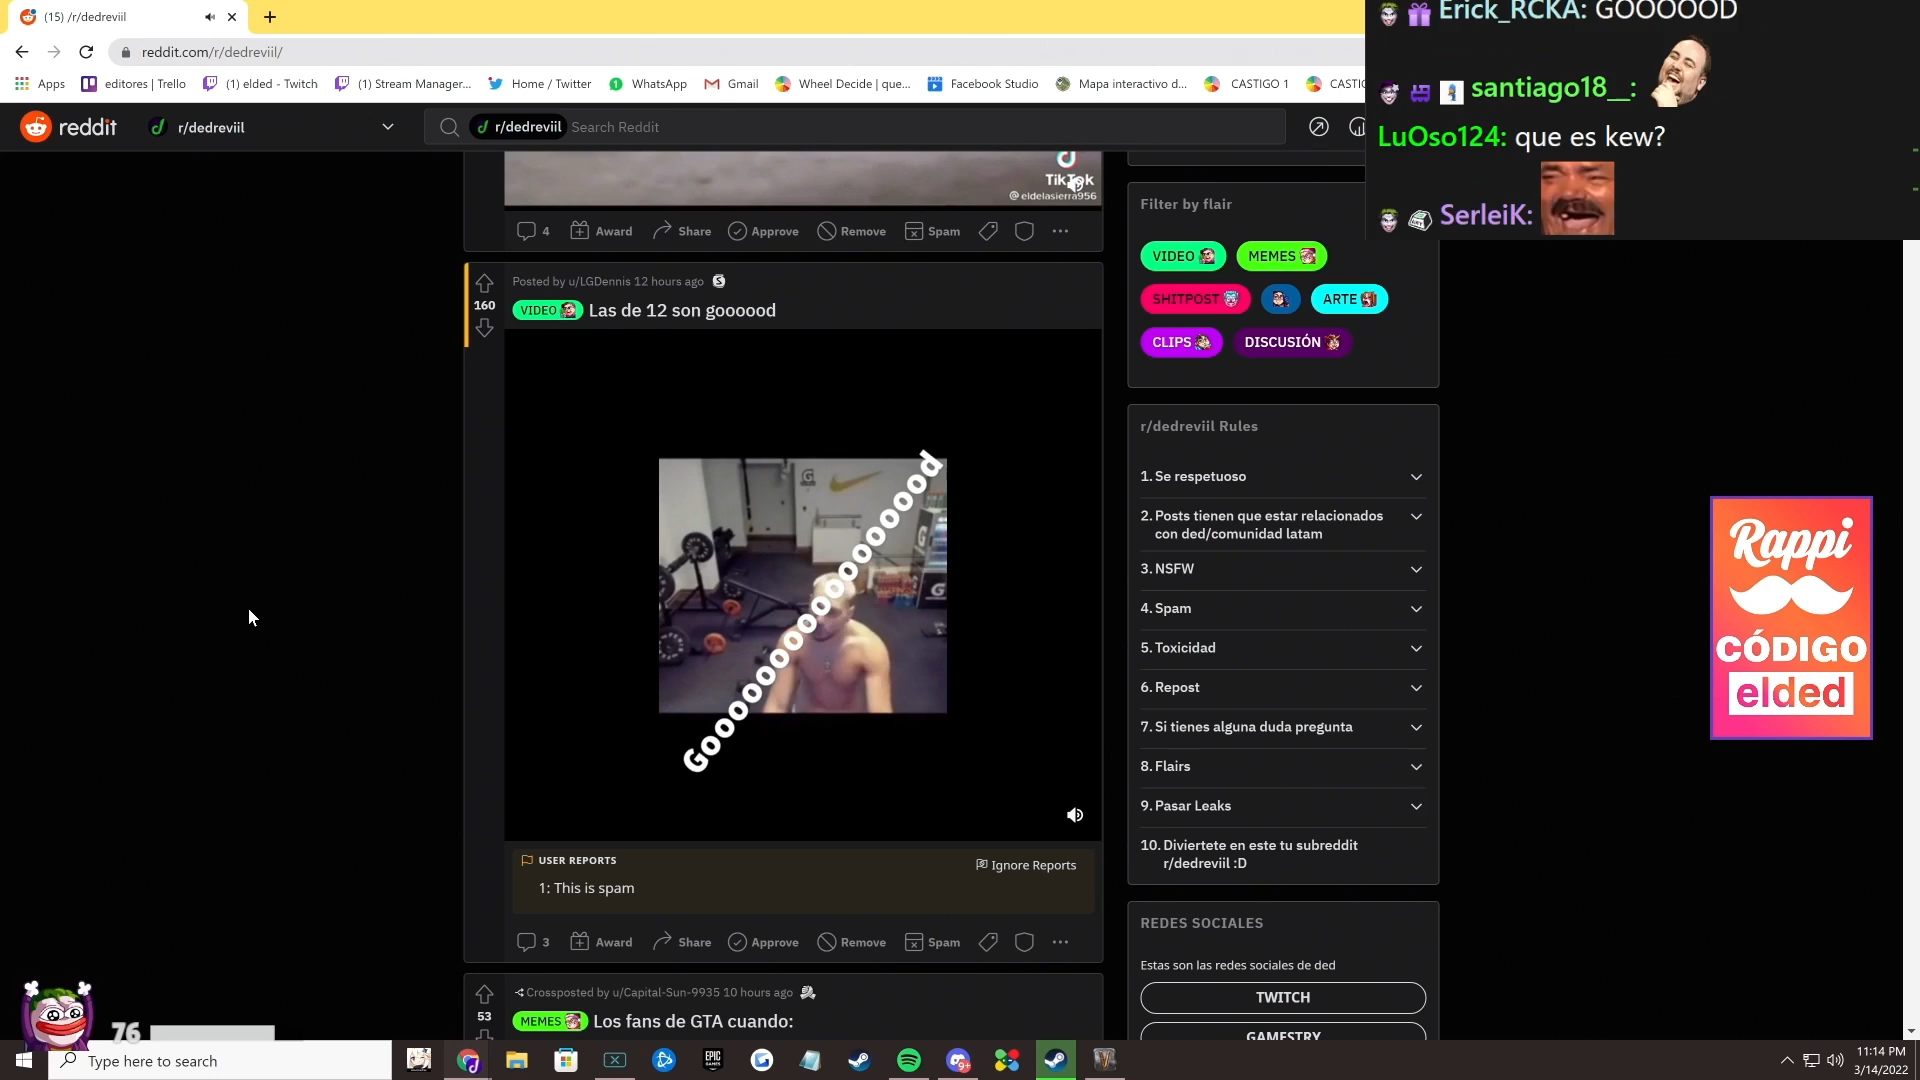 (15) /r/dedreviil
reddit.com/r/dedreviil/
Apps
editores | Trello
(1) elded - Twitch
(1) Stream Manager...
Home / Twitter
WhatsApp
Gmail
Wheel Decide | que...
Facebook Studio
Mapa interactivo d...
CASTIGO 1
Erick_RCKA: GOOOOOD
santiago18__:
LuOso124: que es kew?
SerleiK:
reddit
r/dedreviil
r/dedreviil
Search Reddit
TikTok
@eldelasierra956
4
Award
Share
Approve
Remove
Spam
Posted by u/LGDennis 12 hours ago
160
VIDEO
Las de 12 son goooood
Goooooooooooooooood
USER REPORTS
Ignore Reports
1: This is spam
3
Award
Share
Approve
Remove
Spam
Crossposted by u/Capital-Sun-9935 10 hours ago
53
MEMES
Los fans de GTA cuando:
Filter by flair
VIDEO
MEMES
SHITPOST
ARTE
CLIPS
DISCUSIÓN
r/dedreviil Rules
1. Se respetuoso
2. Posts tienen que estar relacionados
con ded/comunidad latam
3. NSFW
4. Spam
5. Toxicidad
6. Repost
7. Si tienes alguna duda pregunta
8. Flairs
9. Pasar Leaks
10. Diviertete en este tu subreddit
r/dedreviil :D
REDES SOCIALES
Estas son las redes sociales de ded
TWITCH
GAMESTRY
Rappi
CÓDIGO
elded
76
Type here to search
EPIC
GAMES
9+
11:14 PM
3/14/2022